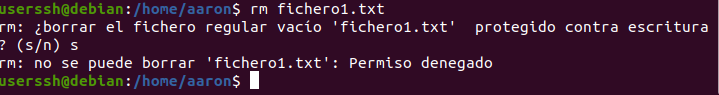 userssh@debian:/home/aaron$ rm fichero1.txt
rm: ¿borrar el fichero regular vacío 'fichero1.txt'  protegido contra escritura
? (s/n) s
rm: no se puede borrar 'fichero1.txt': Permiso denegado
userssh@debian:/home/aaron$